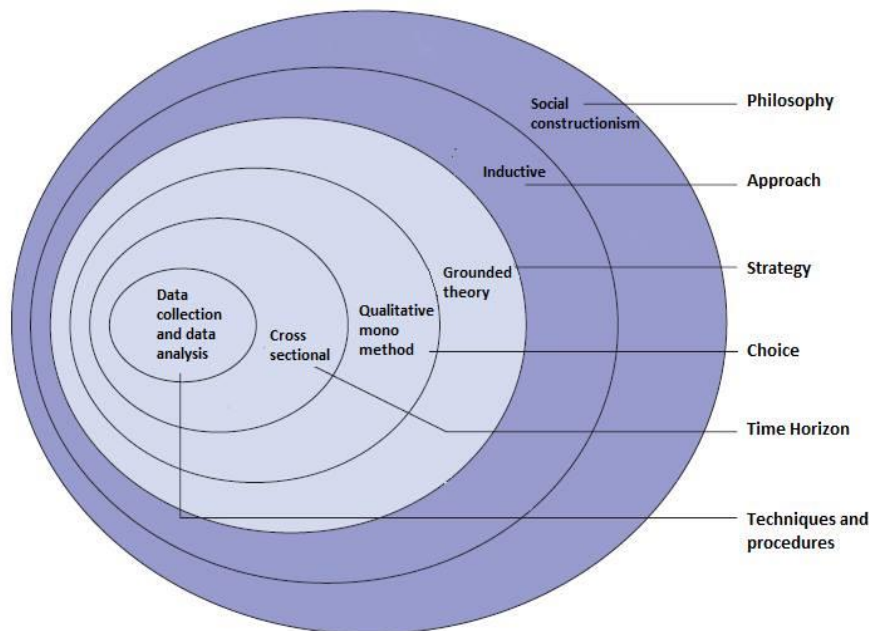 Social
constructionism
Philosophy
Inductive
Approach
Grounded
theory
Strategy
Qualitative
mono
method
Choice
Cross
sectional
Time Horizon
Data
collection
and data
analysis
Techniques and
procedures